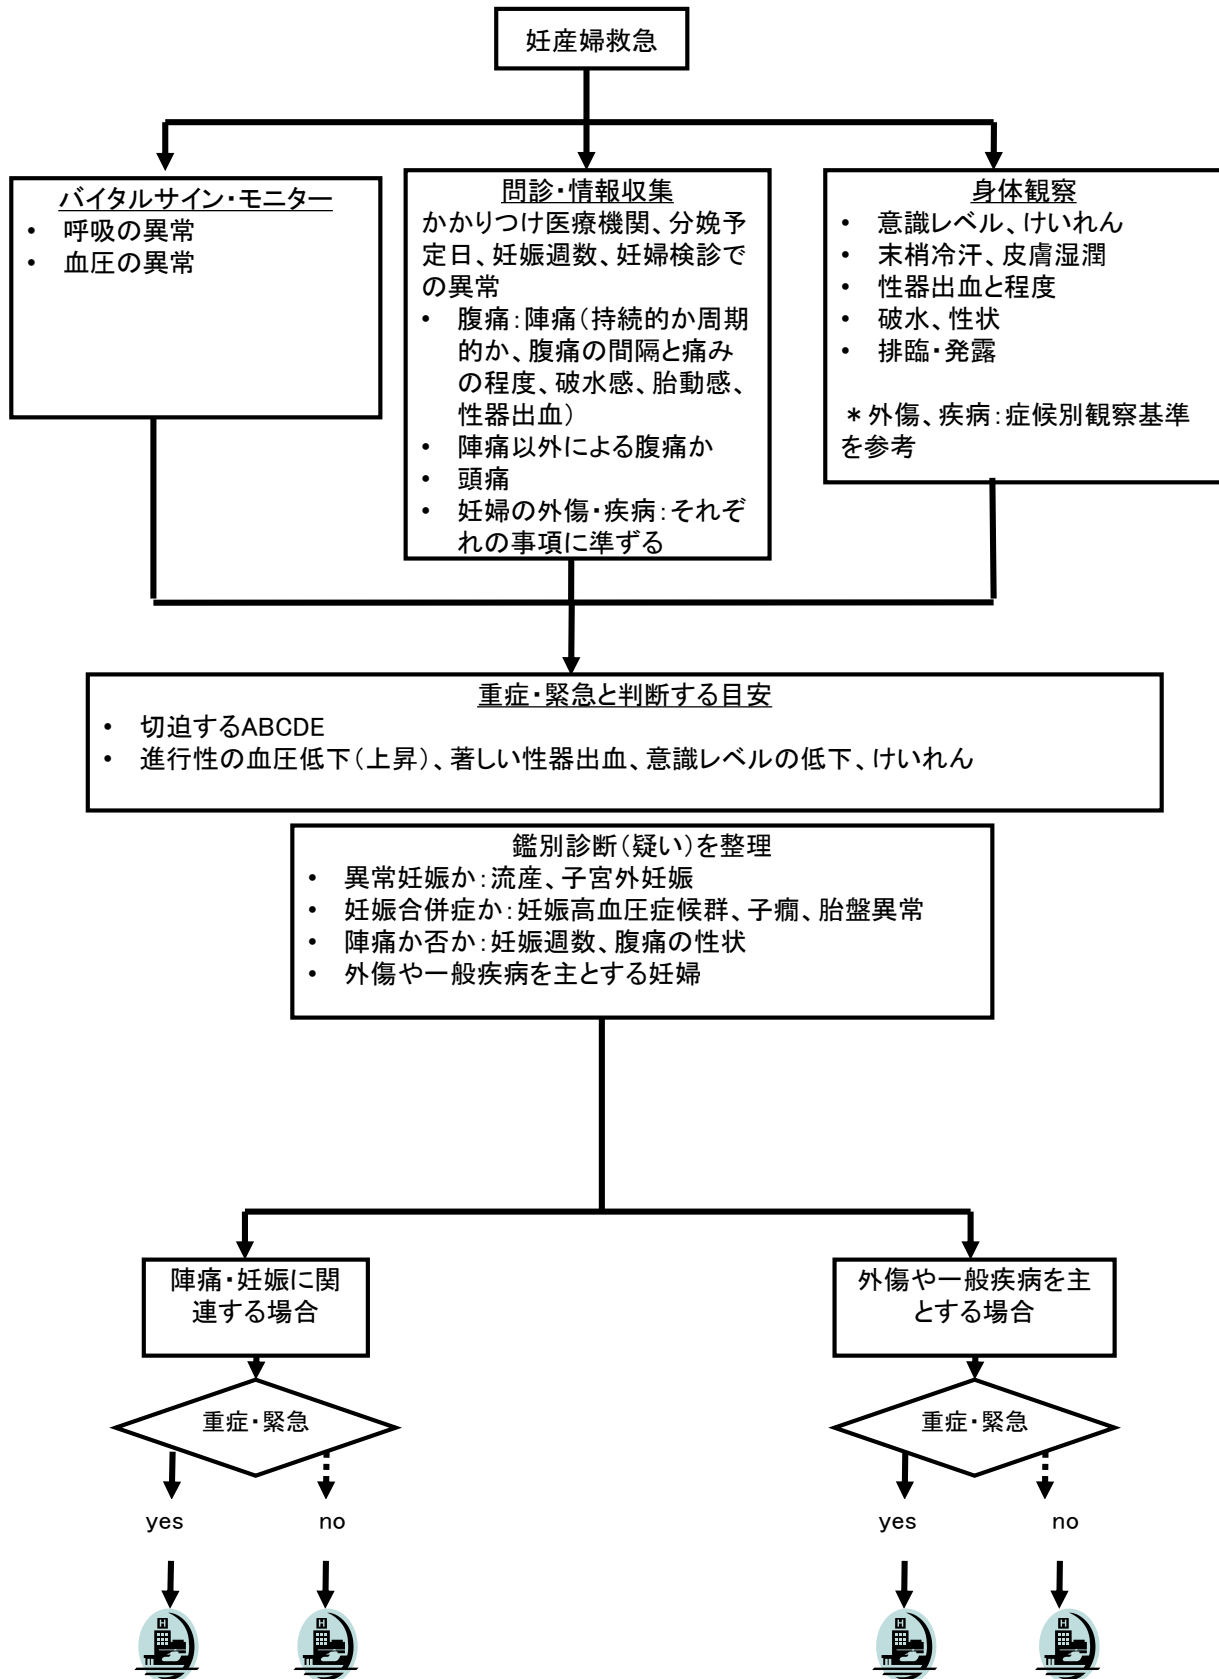 妊産婦救急
バイタルサイン・モニター
• 呼吸の異常
• 血圧の異常
問診・情報収集
かかりつけ医療機関、分娩予
定日、妊娠週数、妊婦検診で
の異常
• 腹痛：陣痛（持続的か周期
的か、腹痛の間隔と痛み
の程度、破水感、胎動感、
性器出血）
• 陣痛以外による腹痛か
• 頭痛
• 妊婦の外傷・疾病：それぞ
れの事項に準ずる
身体観察
• 意識レベル、けいれん
• 末梢冷汗、皮膚湿潤
• 性器出血と程度
• 破水、性状
• 排臨・発露
＊外傷、疾病：症候別観察基準
を参考
重症・緊急と判断する目安
• 切迫するABCDE
• 進行性の血圧低下（上昇）、著しい性器出血、意識レベルの低下、けいれん
鑑別診断（疑い）を整理
• 異常妊娠か：流産、子宮外妊娠
• 妊娠合併症か：妊娠高血圧症候群、子癇、胎盤異常
• 陣痛か否か：妊娠週数、腹痛の性状
• 外傷や一般疾病を主とする妊婦
陣痛・妊娠に関
連する場合
重症・緊急
yes no
H H
外傷や一般疾病を主
とする場合
重症・緊急
yes no
H H